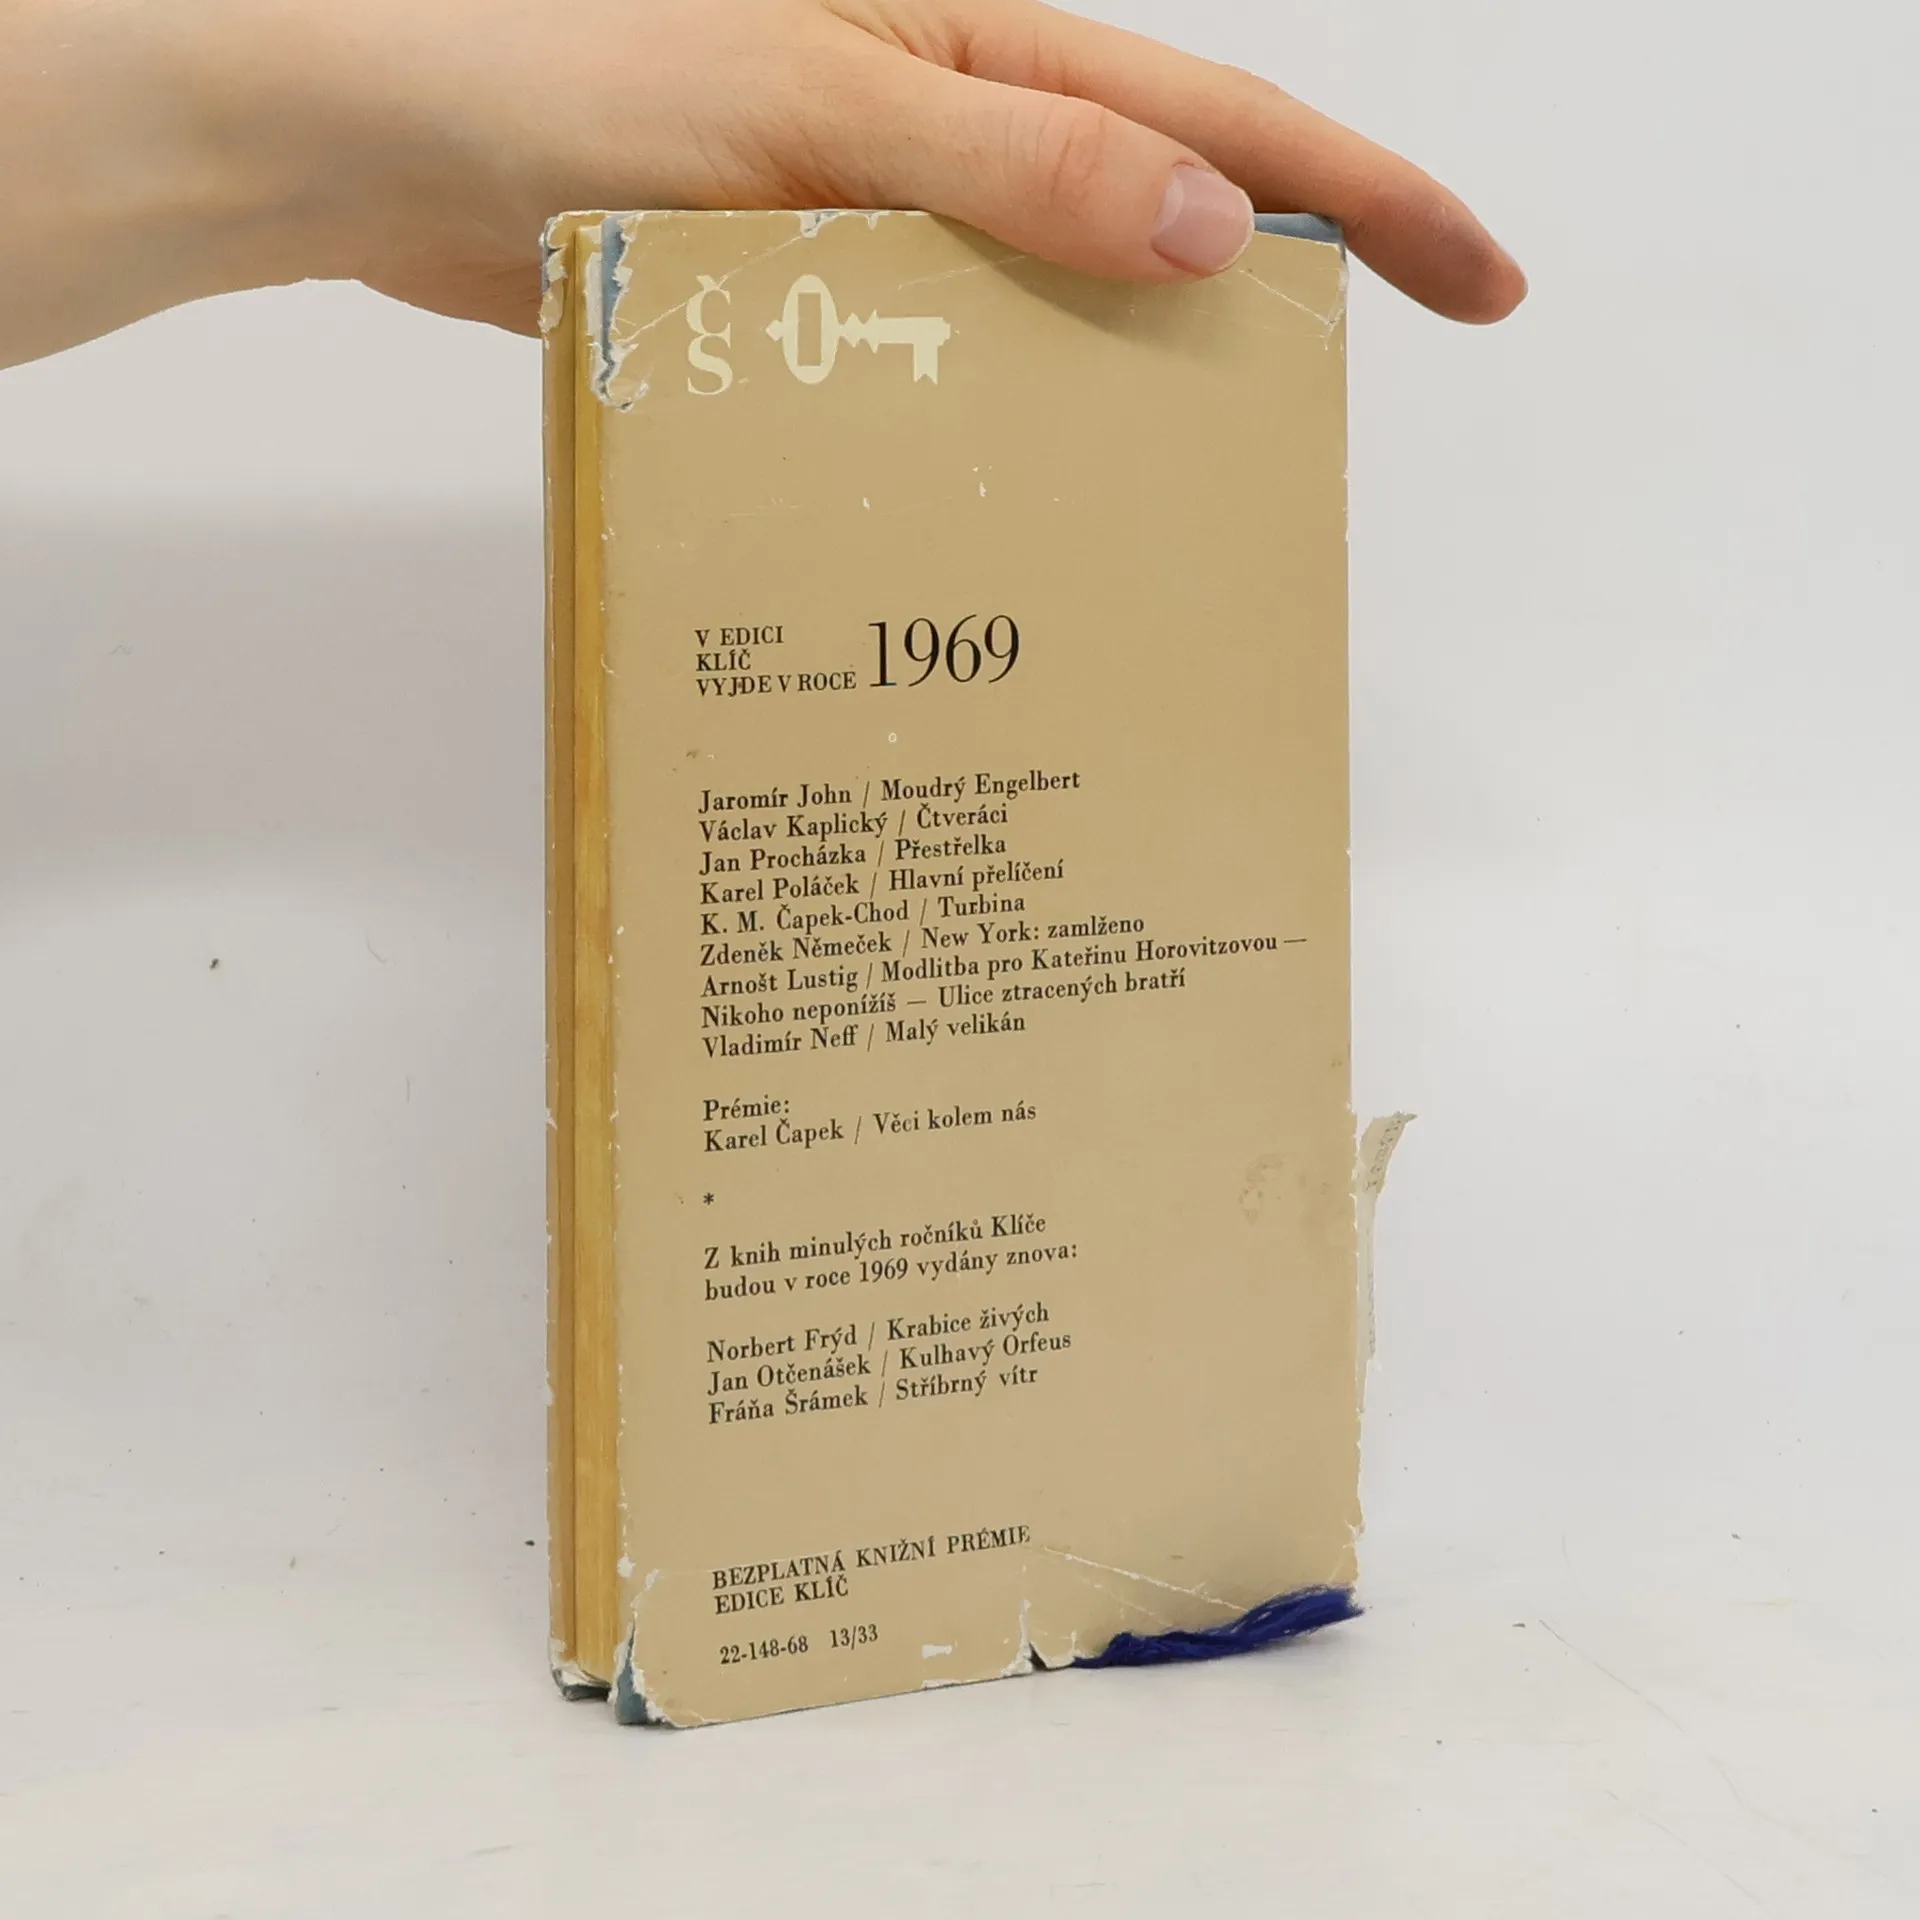 Č
S
V EDICI
KLÍČ
VYJDE V ROCE 1969
Jaromír John / Moudrý Engelbert
Václav Kaplický / Čtveráci
Jan Procházka / Přestřelka
Karel Poláček / Hlavní přelíčení
K. M. Čapek-Chod / Turbina
Zdeněk Němeček / New York: zamlženo
Arnošt Lustig / Modlitba pro Kateřinu Horovitzovou —
Nikoho neponížíš — Ulice ztracených bratří
Vladimír Neff / Malý velikán
Prémie:
Karel Čapek / Věci kolem nás
*
Z knih minulých ročníků Klíče
budou v roce 1969 vydány znova:
Norbert Frýd / Krabice živých
Jan Otčenášek / Kulhavý Orfeus
Fráňa Šrámek / Stříbrný vítr
BEZPLATNÁ KNIŽNÍ PRÉMIE
EDICE KLÍČ
22-148-68 13/33